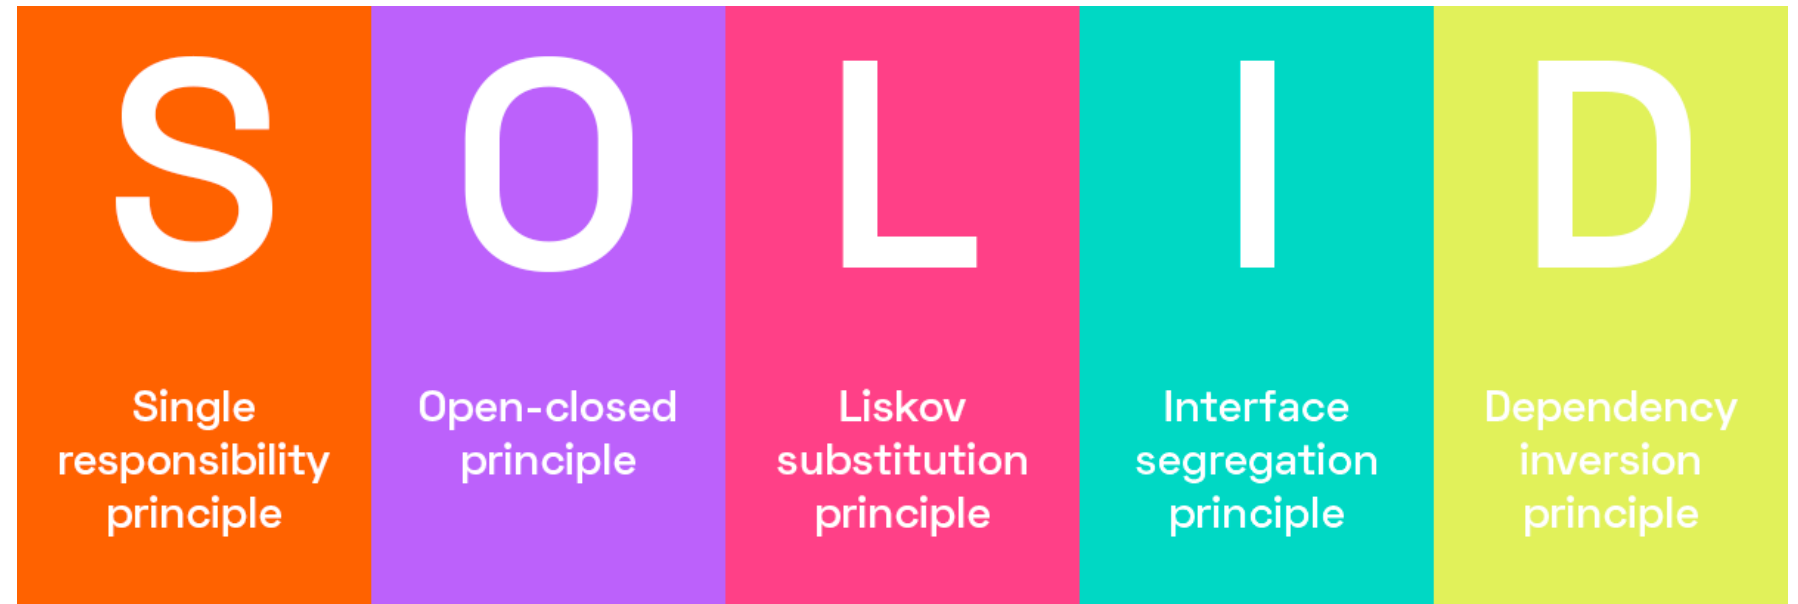 S
Single
responsibility
principle
O
Open-closed
principle
L
Liskov
substitution
principle
I
Interface
segregation
principle
D
Dependency
inversion
principle